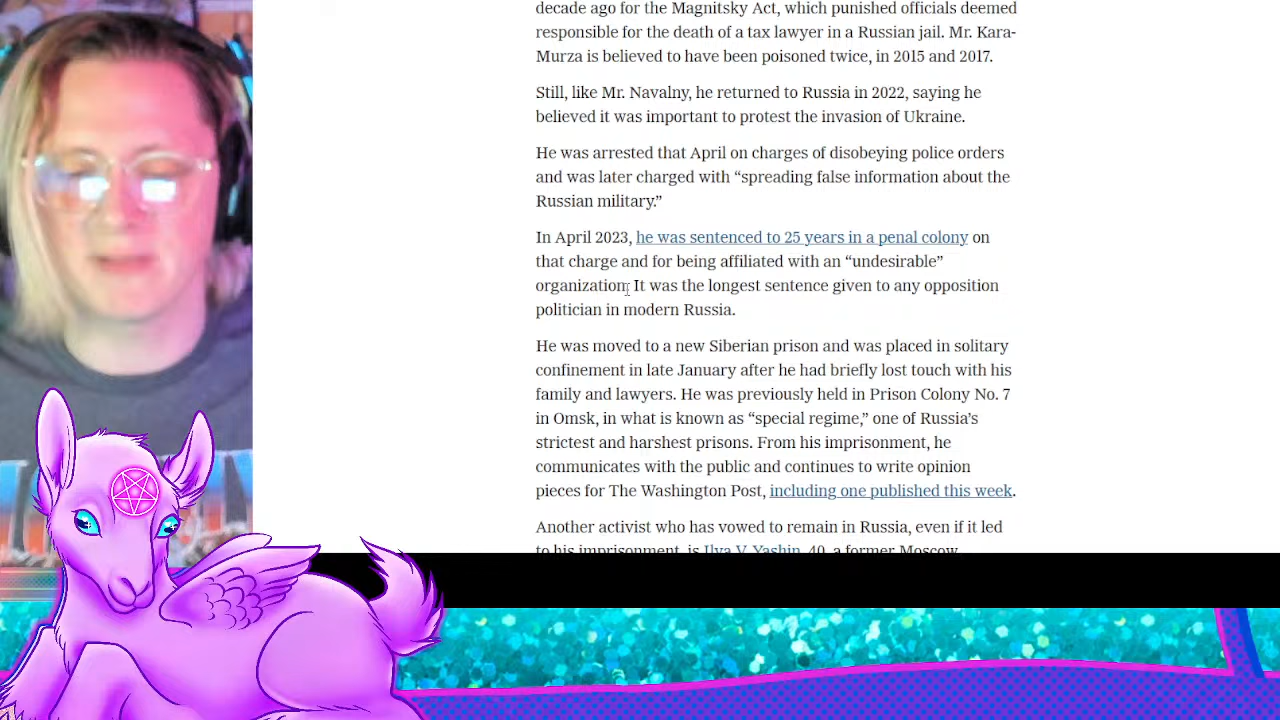 decade ago for the Magnitsky Act, which punished officials deemed
responsible for the death of a tax lawyer in a Russian jail. Mr. Kara-
Murza is believed to have been poisoned twice, in 2015 and 2017.
Still, like Mr. Navalny, he returned to Russia in 2022, saying he
believed it was important to protest the invasion of Ukraine.
He was arrested that April on charges of disobeying police orders
and was later charged with “spreading false information about the
Russian military.”
In April 2023, he was sentenced to 25 years in a penal colony on
that charge and for being affiliated with an “undesirable”
organization. It was the longest sentence given to any opposition
politician in modern Russia.
He was moved to a new Siberian prison and was placed in solitary
confinement in late January after he had briefly lost touch with his
family and lawyers. He was previously held in Prison Colony No. 7
in Omsk, in what is known as “special regime,” one of Russia’s
strictest and harshest prisons. From his imprisonment, he
communicates with the public and continues to write opinion
pieces for The Washington Post, including one published this week.
Another activist who has vowed to remain in Russia, even if it led
to his imprisonment, is Ilya V. Yashin, 40, a former Moscow